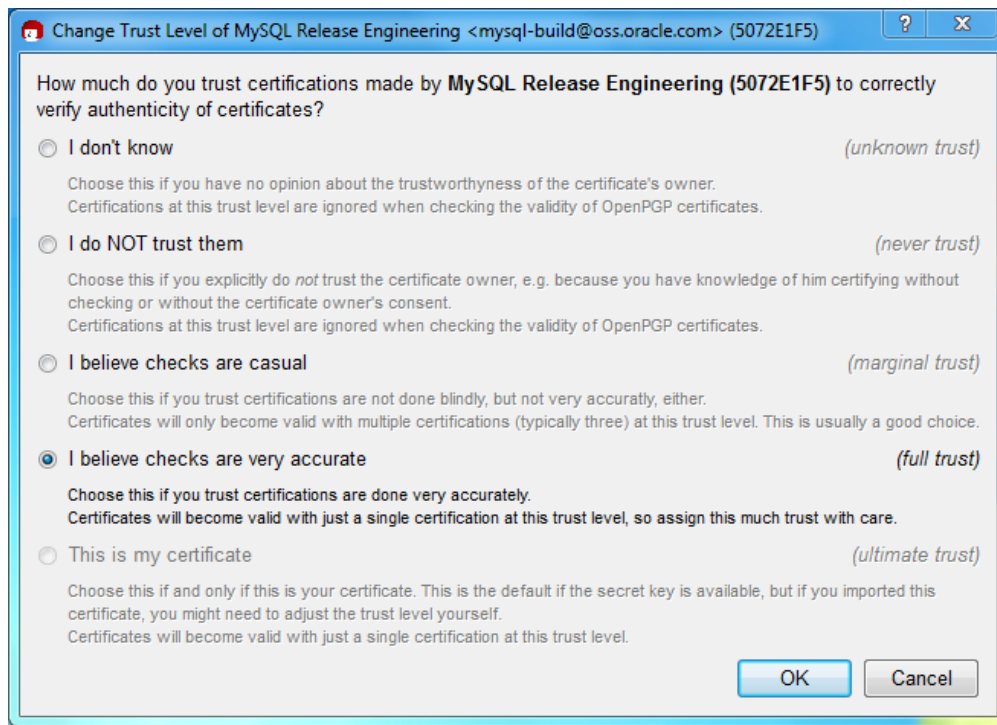 Change Trust Level of MySQL Release Engineering <mysql-build@oss.oracle.com> (5072E1F5)
How much do you trust certifications made by MySQL Release Engineering (5072E1F5) to correctly
verify authenticity of certificates?
I don't know (unknown trust)
Choose this if you have no opinion about the trustworthyness of the certificate's owner.
Certifications at this trust level are ignored when checking the validity of OpenPGP certificates.
I do NOT trust them (never trust)
Choose this if you explicitly do not trust the certificate owner, e.g. because you have knowledge of him certifying without
checking or without the certificate owner's consent.
Certifications at this trust level are ignored when checking the validity of OpenPGP certificates.
I believe checks are casual (marginal trust)
Choose this if you trust certifications are not done blindly, but not very accuratly, either.
Certificates will only become valid with multiple certifications (typically three) at this trust level. This is usually a good choice.
I believe checks are very accurate (full trust)
Choose this if you trust certifications are done very accurately.
Certificates will become valid with just a single certification at this trust level, so assign this much trust with care.
This is my certificate (ultimate trust)
Choose this if and only if this is your certificate. This is the default if the secret key is available, but if you imported this
certificate, you might need to adjust the trust level yourself.
Certificates will become valid with just a single certification at this trust level.
OK Cancel